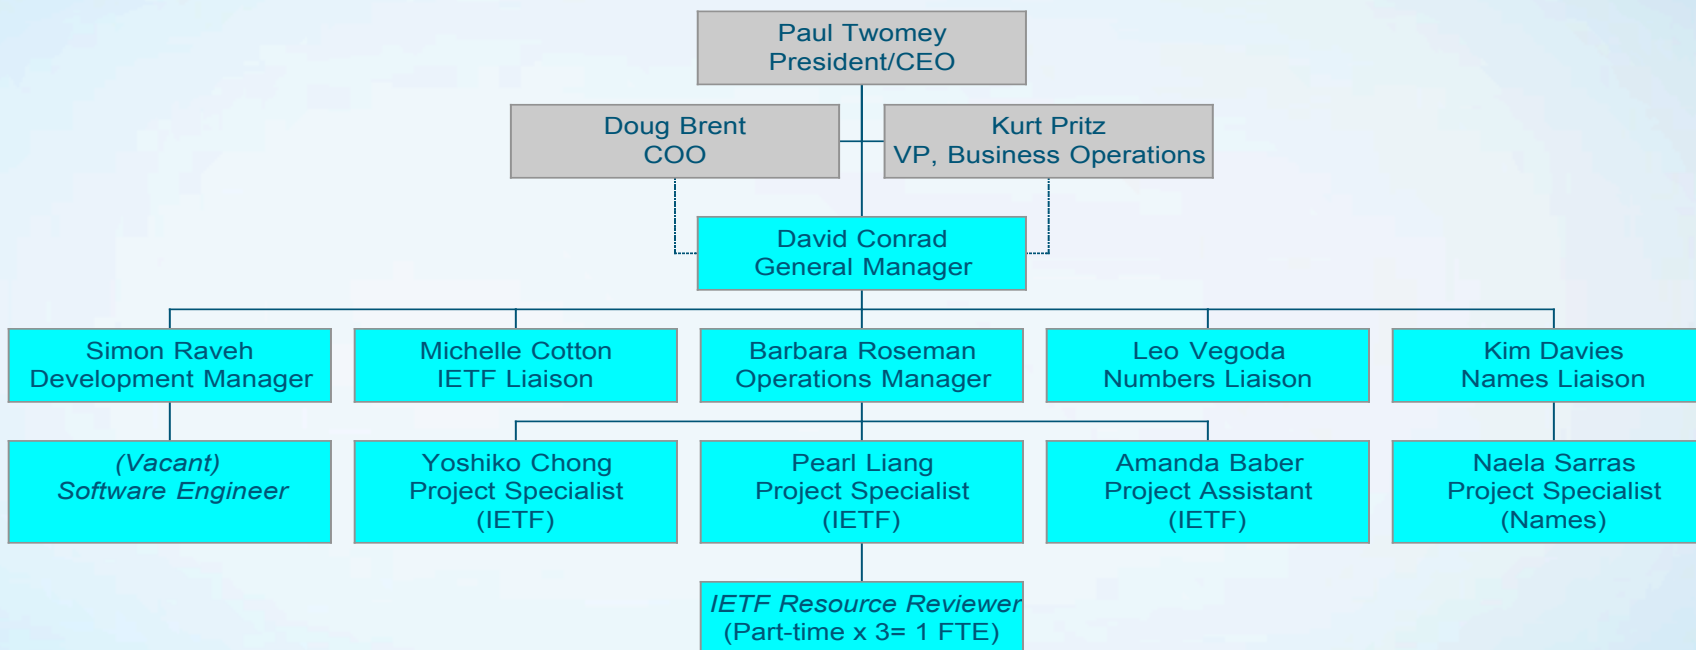 Paul Twomey
President/CEO
Doug Brent
COO
Kurt Pritz
VP, Business Operations
David Conrad
General Manager
Simon Raveh
Development Manager
Michelle Cotton
IETF Liaison
Barbara Roseman
Operations Manager
Leo Vegoda
Numbers Liaison
Kim Davies
Names Liaison
(Vacant)
Software Engineer
Yoshiko Chong
Project Specialist
(IETF)
Pearl Liang
Project Specialist
(IETF)
Amanda Baber
Project Assistant
(IETF)
Naela Sarras
Project Specialist
(Names)
IETF Resource Reviewer
(Part-time x 3= 1 FTE)